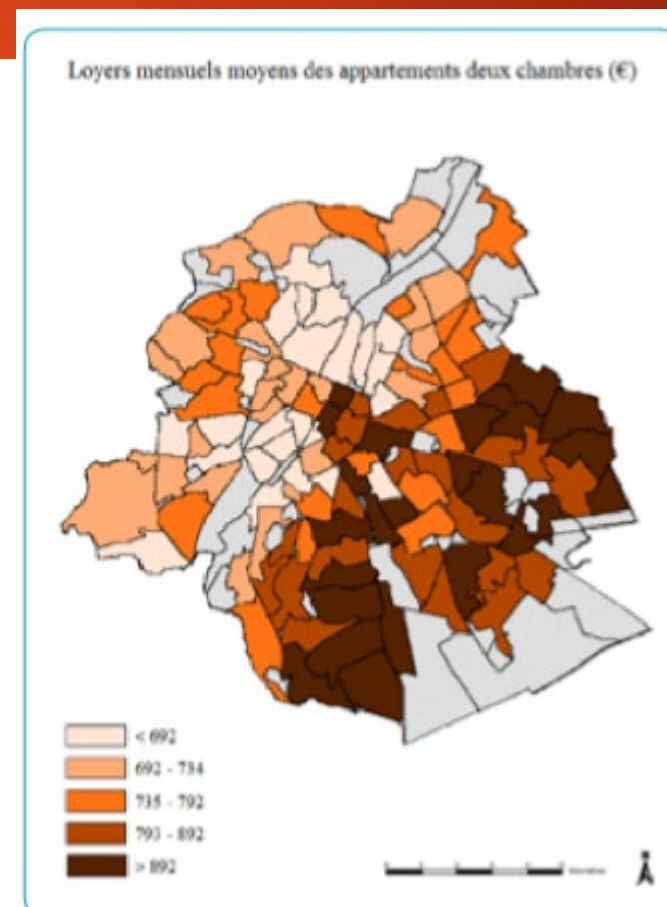 Loyers mensuels moyens des appartements deux chambres (€)
< 692
692 - 734
735 - 792
793 - 892
> 892